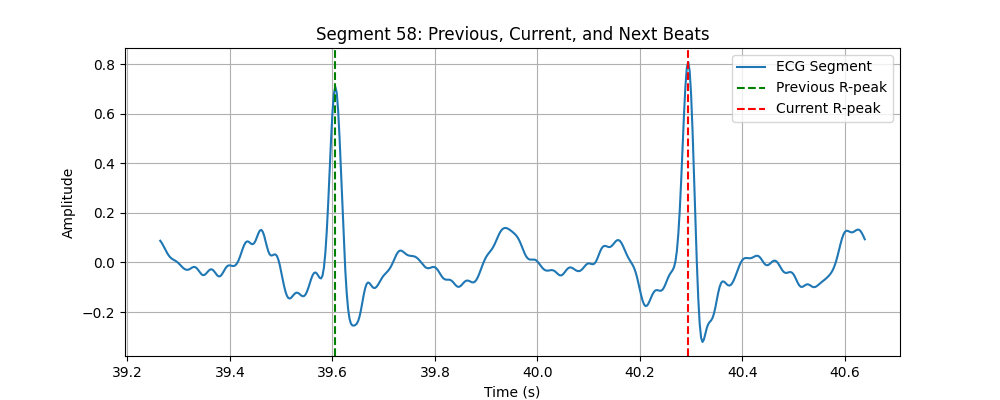 Segment 58: Previous, Current, and Next Beats
ECG Segment
Previous R-peak
Current R-peak
Amplitude
0.8
0.6
0.4
0.2
0.0
−0.2
39.2 39.4 39.6 39.8 40.0 40.2 40.4 40.6
Time (s)